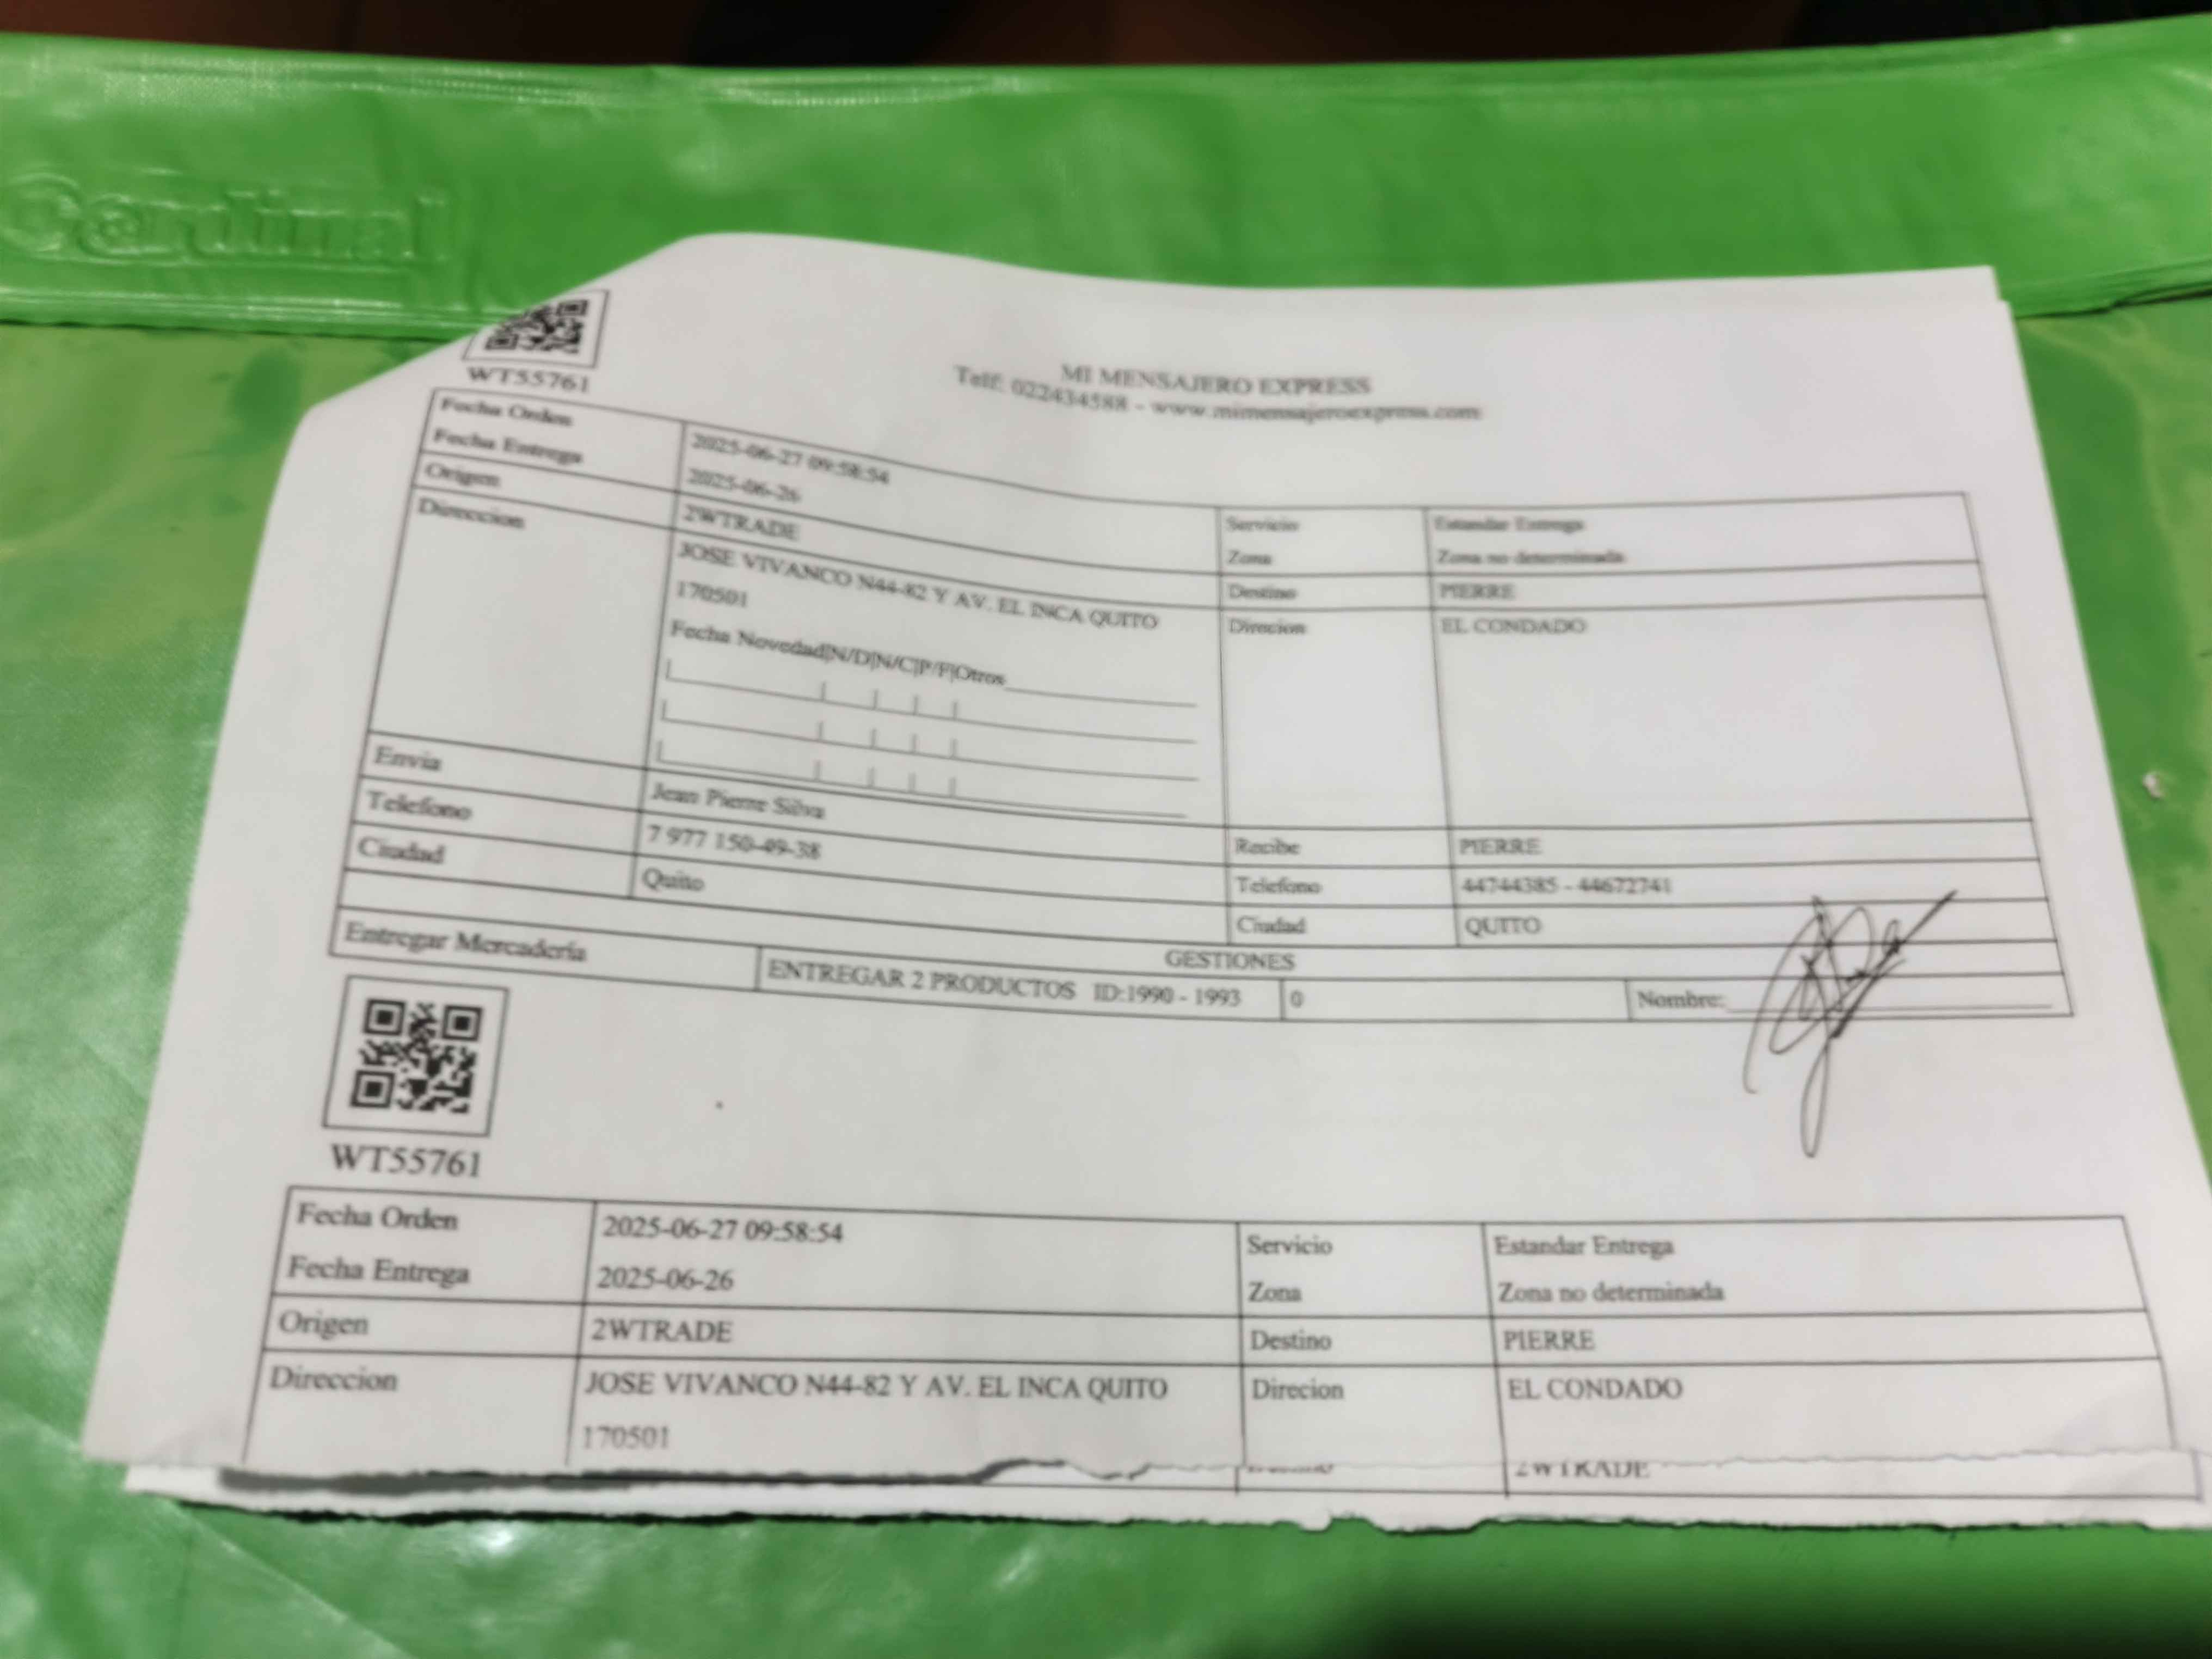 Cardinal
WT55761
MI MENSAJERO EXPRESS
Telf: 022434588 - www.mimensajeroexpress.com
Fecha Orden 2025-06-27 09:58:54 Servicio Estandar Entrega
Fecha Entrega 2025-06-26 Zona Zona no determinada
Origen 2WTRADE Destino PIERRE
Direccion JOSE VIVANCO N44-82 Y AV. EL INCA QUITO Direcion EL CONDADO
170501
Fecha Novedad|N/D|N/C|P/F|Otros
Envia Jean Pierre Silva Recibe PIERRE
Telefono 7 977 150-49-38 Telefono 44744385 - 44672741
Ciudad Quito Ciudad QUITO
GESTIONES
Entregar Mercadería ENTREGAR 2 PRODUCTOS ID:1990 - 1993 0 Nombre:
WT55761
Fecha Orden 2025-06-27 09:58:54 Servicio Estandar Entrega
Fecha Entrega 2025-06-26 Zona Zona no determinada
Origen 2WTRADE Destino PIERRE
Direccion JOSE VIVANCO N44-82 Y AV. EL INCA QUITO Direcion EL CONDADO
170501
2WTRADE